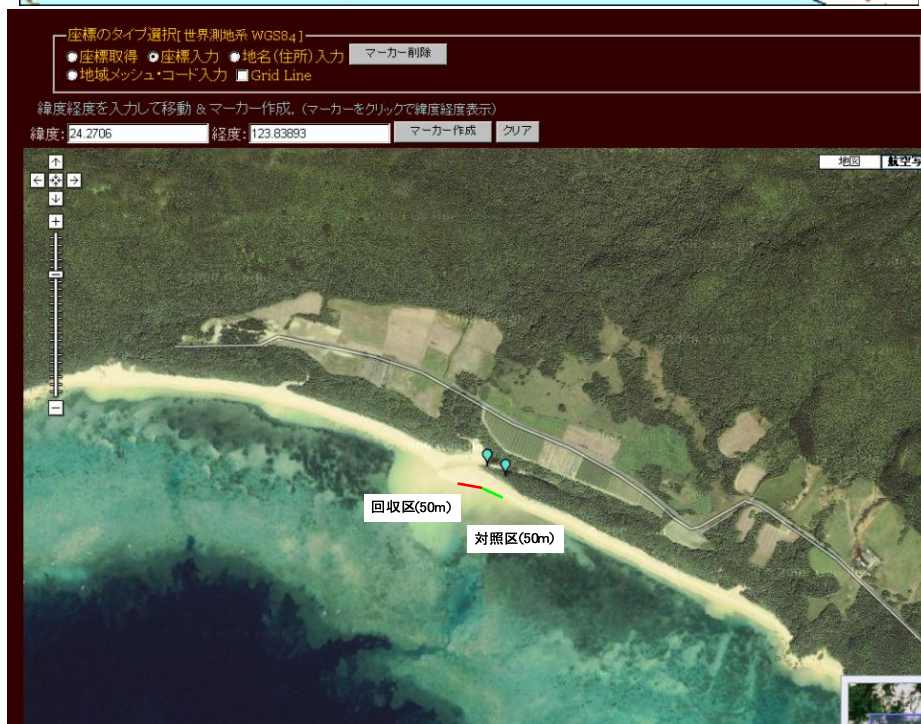 座標のタイプ選択[世界測地系 WGS84]
座標取得 座標入力 地名(住所)入力 マーカー削除
地域メッシュ・コード入力 Grid Line
緯度経度を入力して移動 & マーカー作成. (マーカーをクリックで緯度経度表示)
緯度: 24.2706 経度: 123.83893 マーカー作成 クリア
地図 航空写
回収区(50m)
対照区(50m)